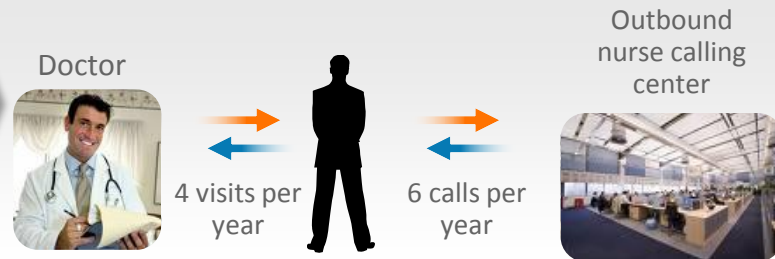 Doctor
4 visits per
year
6 calls per
year
Outbound
nurse calling
center